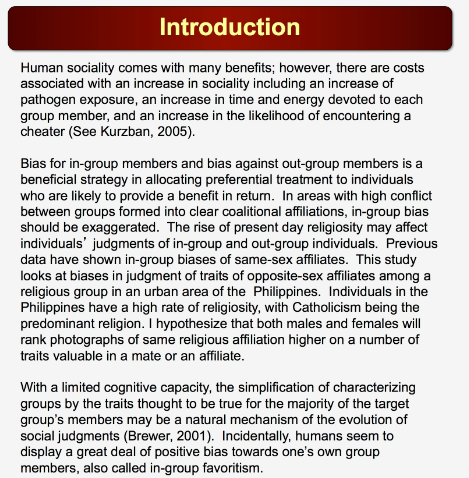 Introduction
Human sociality comes with many benefits; however, there are costs
associated with an increase in sociality including an increase of
pathogen exposure, an increase in time and energy devoted to each
group member, and an increase in the likelihood of encountering a
cheater (See Kurzban, 2005).
Bias for in-group members and bias against out-group members is a
beneficial strategy in allocating preferential treatment to individuals
who are likely to provide a benefit in return.  In areas with high conflict
between groups formed into clear coalitional affiliations, in-group bias
should be exaggerated.  The rise of present day religiosity may affect
individuals’ judgments of in-group and out-group individuals.  Previous
data have shown in-group biases of same-sex affiliates.  This study
looks at biases in judgment of traits of opposite-sex affiliates among a
religious group in an urban area of the  Philippines.  Individuals in the
Philippines have a high rate of religiosity, with Catholicism being the
predominant religion. I hypothesize that both males and females will
rank photographs of same religious affiliation higher on a number of
traits valuable in a mate or an affiliate.
With a limited cognitive capacity, the simplification of characterizing
groups by the traits thought to be true for the majority of the target
group’s members may be a natural mechanism of the evolution of
social judgments (Brewer, 2001).  Incidentally, humans seem to
display a great deal of positive bias towards one’s own group
members, also called in-group favoritism.